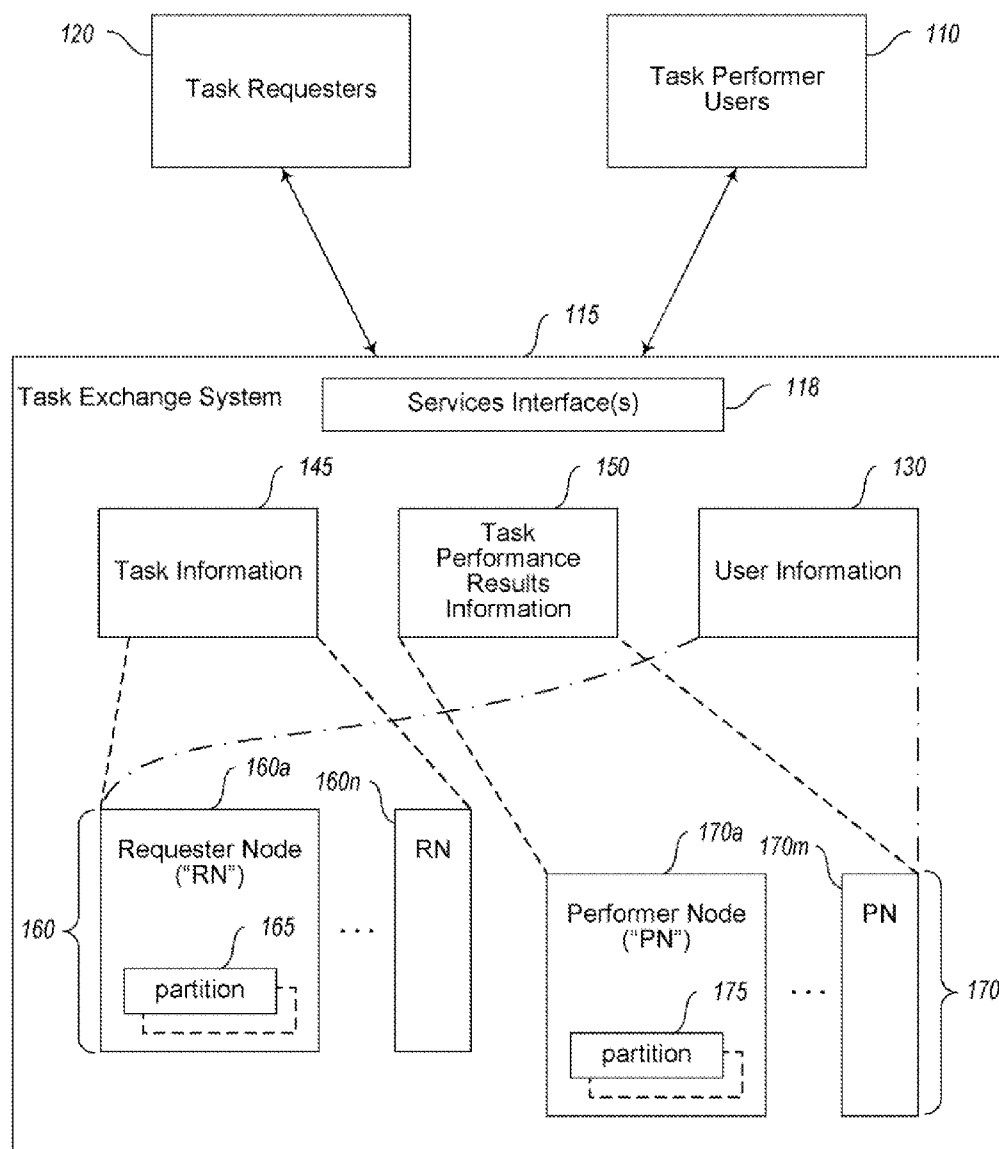 120
110
Task Requesters
Task Performer
Users
115
Task Exchange System
Services Interface(s)
118
145
150
130
Task Information
Task
Performance
Results
Information
User Information
160a
160n
Requester Node
("RN")
RN
170a
170m
160
165
partition
. . .
Performer Node
("PN")
PN
175
partition
. . .
170